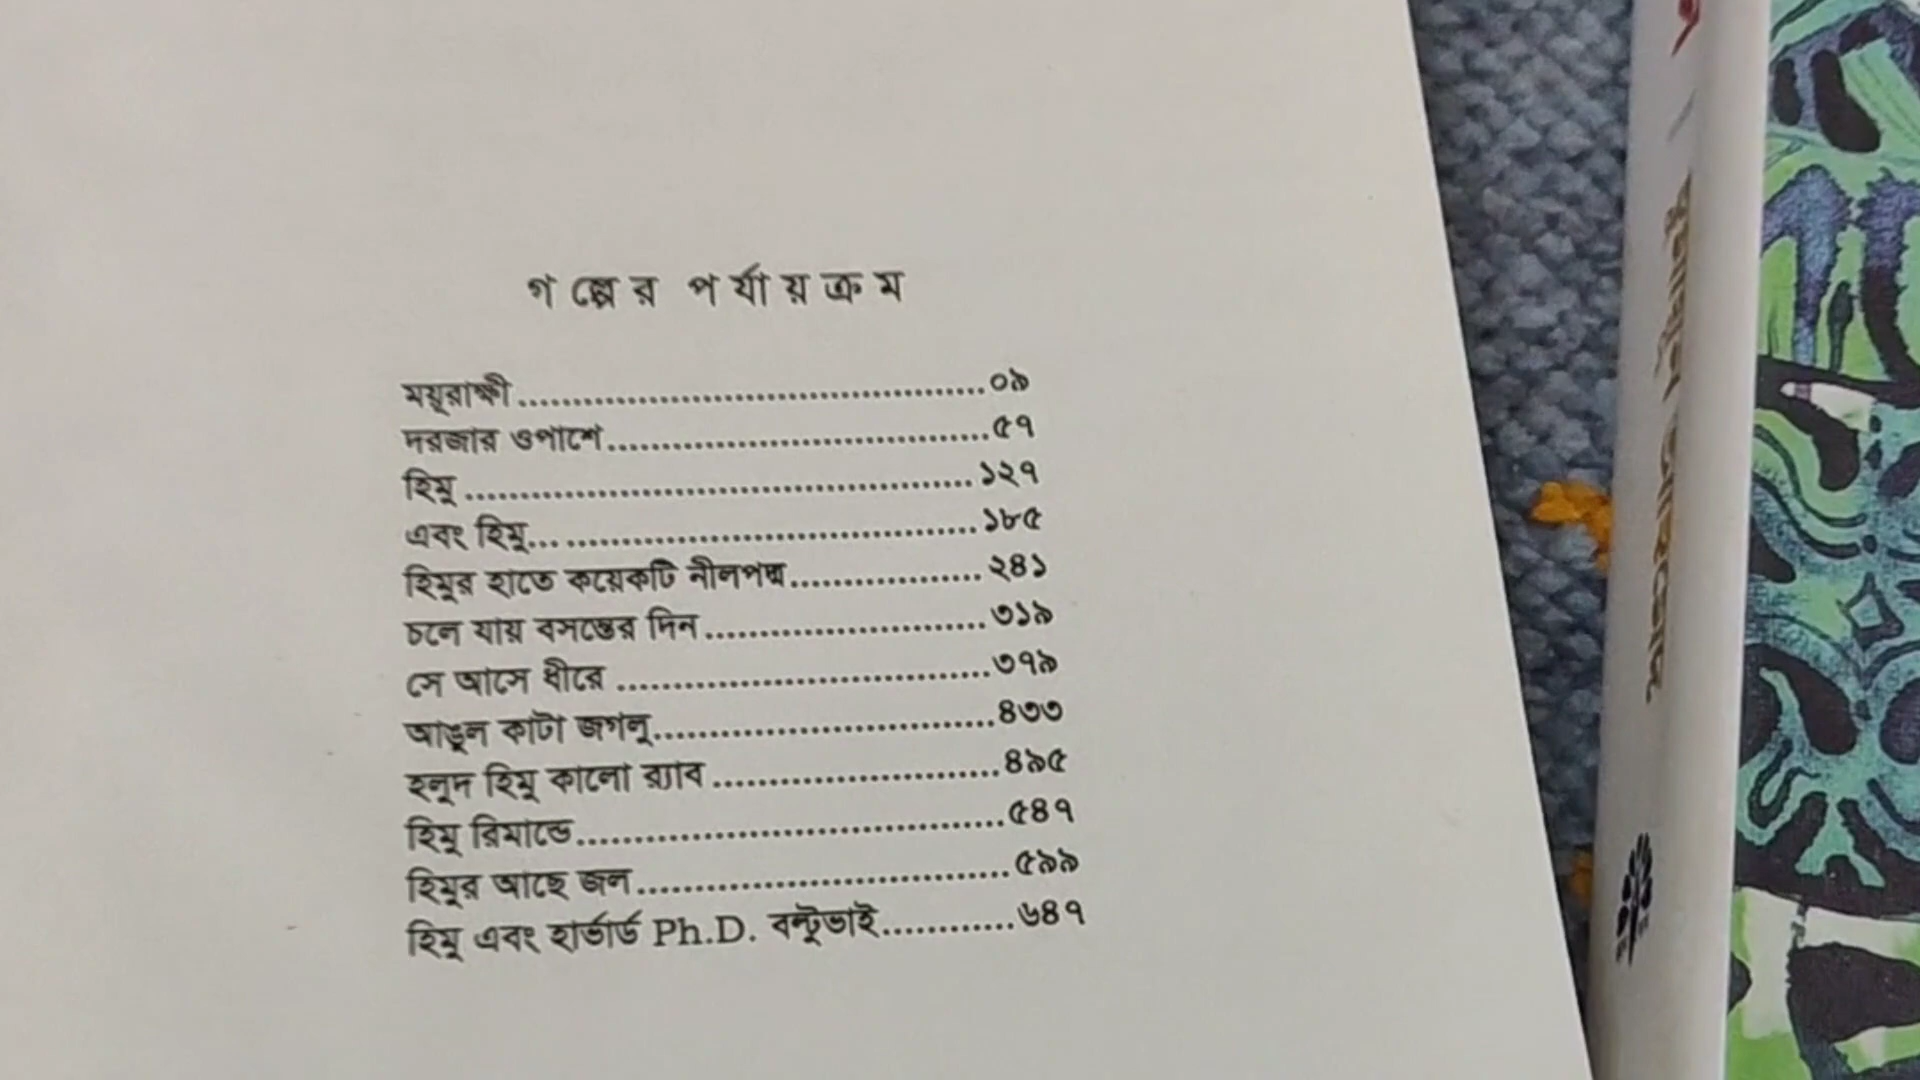 গল্পের পর্যায়ক্রম
ময়ূরাক্ষী........................................০৯
দরজার ওপাশে.................................৫৭
হিমু ............................................১২৭
এবং হিমু... ....................................১৮৫
হিমুর হাতে কয়েকটি নীলপদ্ম.................২৪১
চলে যায় বসন্তের দিন ........................৩১৯
সে আসে ধীরে ................................৩৭৯
আঙুল কাটা জগলু.............................৪৩৩
হলুদ হিমু কালো র‍্যাব .........................৪৯৫
হিমু রিমান্ডে.....................................৫৪৭
হিমুর আছে জল................................৫৯৯
হিমু এবং হার্ভার্ড Ph.D. বল্টুভাই............৬৪৭
হুমায়ূন আহমেদ